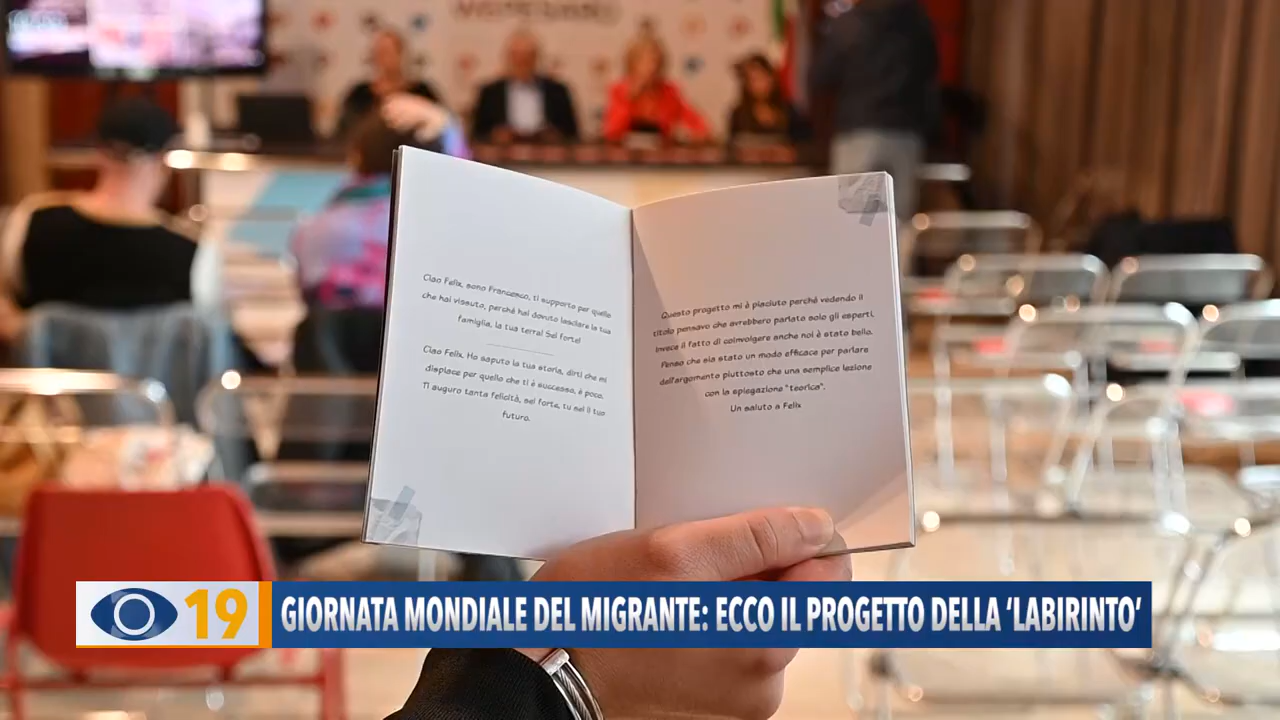 Ciao Felix, sono Francesco, ti supporto per quello
che hai vissuto, perché hai dovuto lasciare la tua
famiglia, la tua terra! Sei forte!
Ciao Felix. Ho saputo la tua storia, dirti che mi
dispiace per quello che ti è successo, è poco.
Ti auguro tanta felicità, sei forte, tu sei il tuo
futuro.
Questo progetto mi è piaciuto perché vedendo il
titolo pensavo che avrebbero parlato solo gli esperti,
invece il fatto di coinvolgere anche noi è stato bello.
Penso che sia stato un modo efficace per parlare
dell'argomento piuttosto che una semplice lezione
con la spiegazione "teorica".
Un saluto a Felix
19 GIORNATA MONDIALE DEL MIGRANTE: ECCO IL PROGETTO DELLA ‘LABIRINTO’